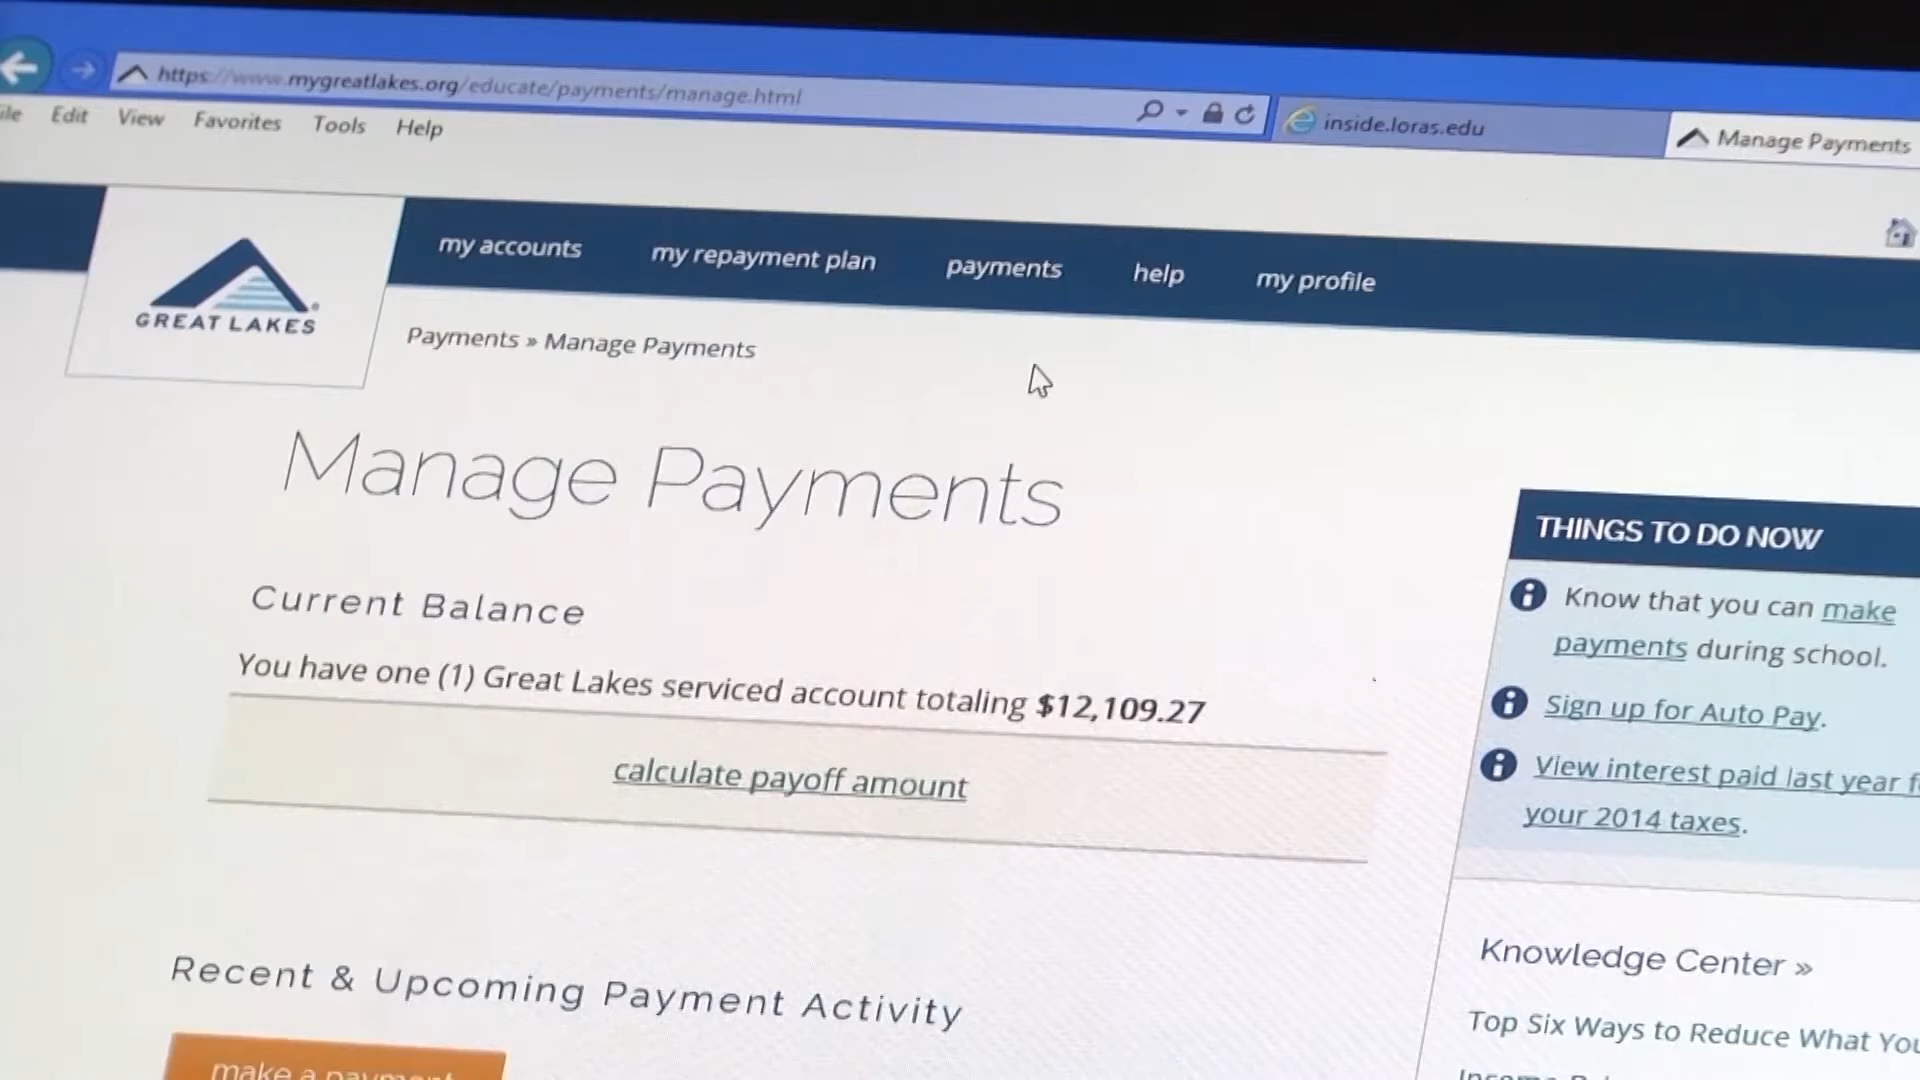 https://www.mygreatlakes.org/educate/payments/manage.html
inside.loras.edu
Manage Payments
Edit View Favorites Tools Help
my accounts my repayment plan payments help my profile
GREAT LAKES
Payments » Manage Payments
Manage Payments
Current Balance
You have one (1) Great Lakes serviced account totaling $12,109.27
calculate payoff amount
Recent & Upcoming Payment Activity
make a payment
THINGS TO DO NOW
Know that you can make
payments during school.
Sign up for Auto Pay.
View interest paid last year
your 2014 taxes.
Knowledge Center »
Top Six Ways to Reduce What